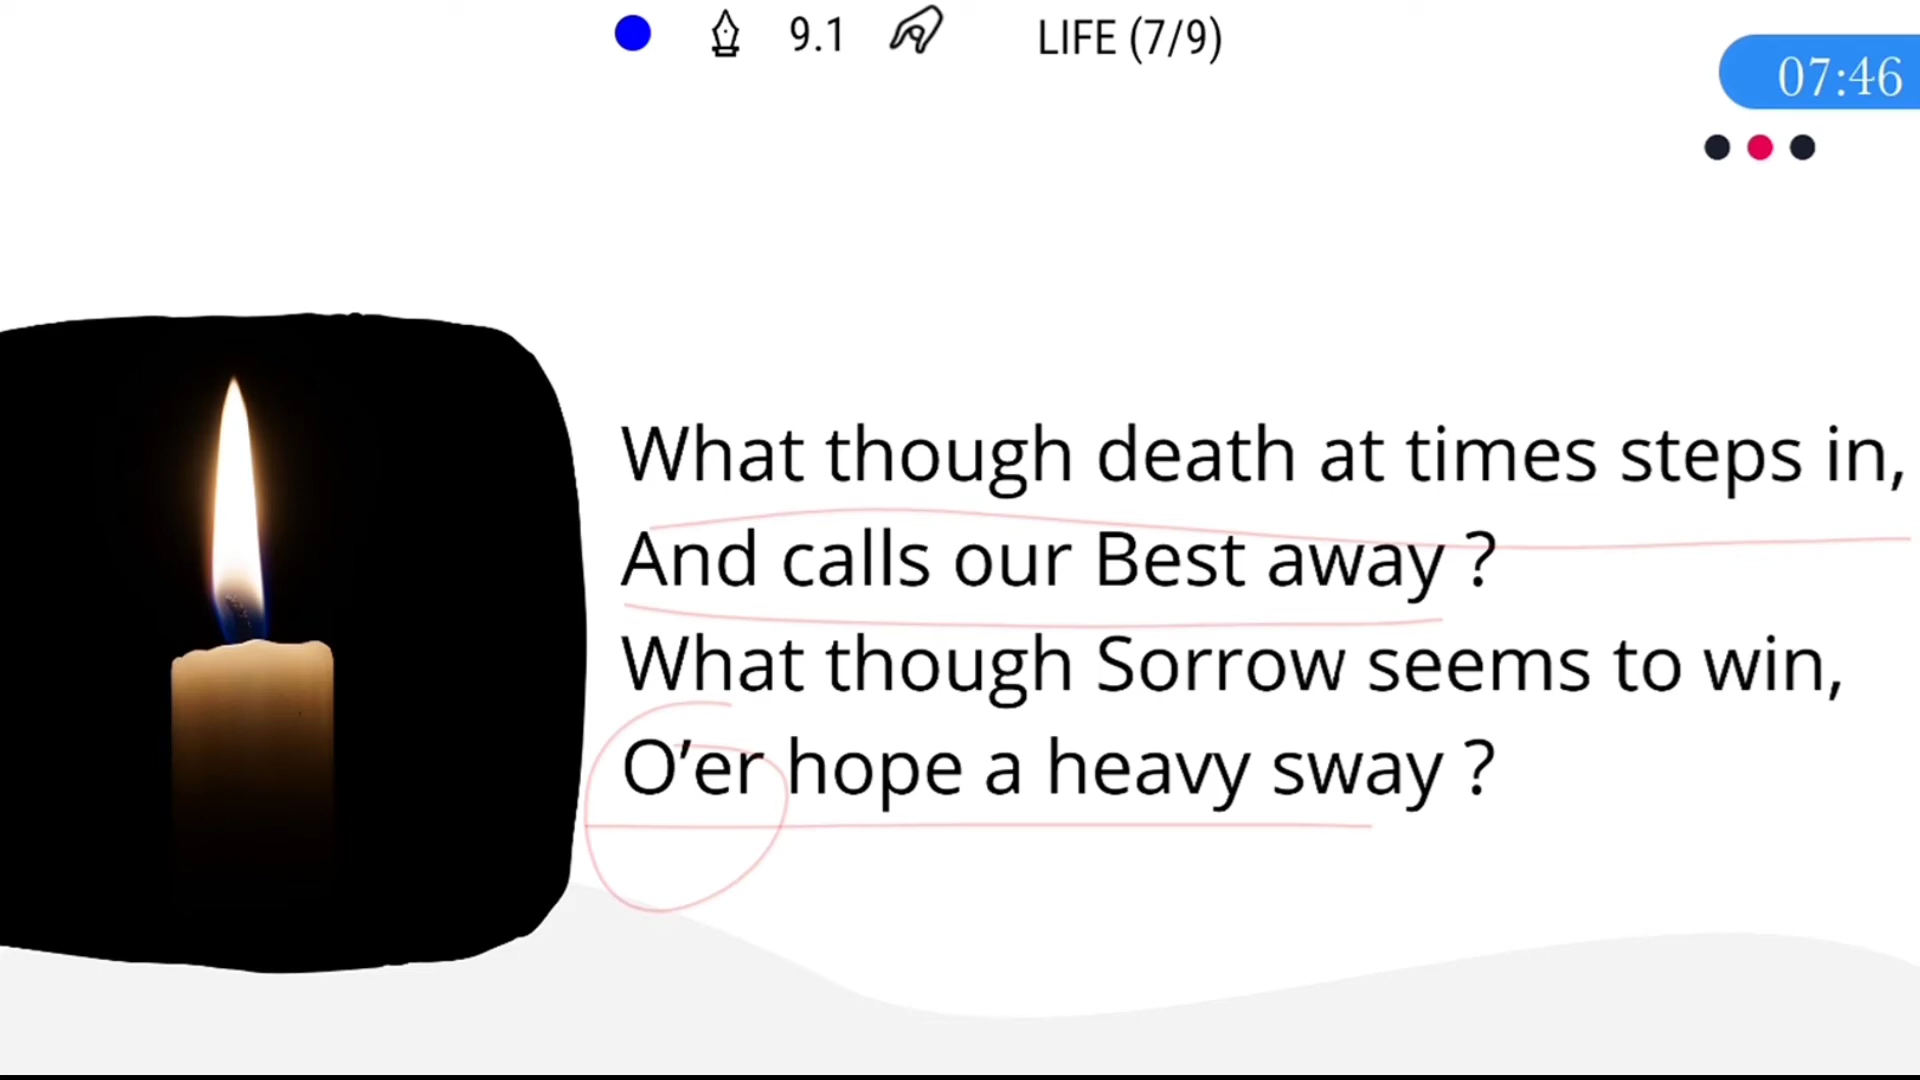 9.1 LIFE (7/9)
07:46
What though death at times steps in,
And calls our Best away ?
What though Sorrow seems to win,
O’er hope a heavy sway ?